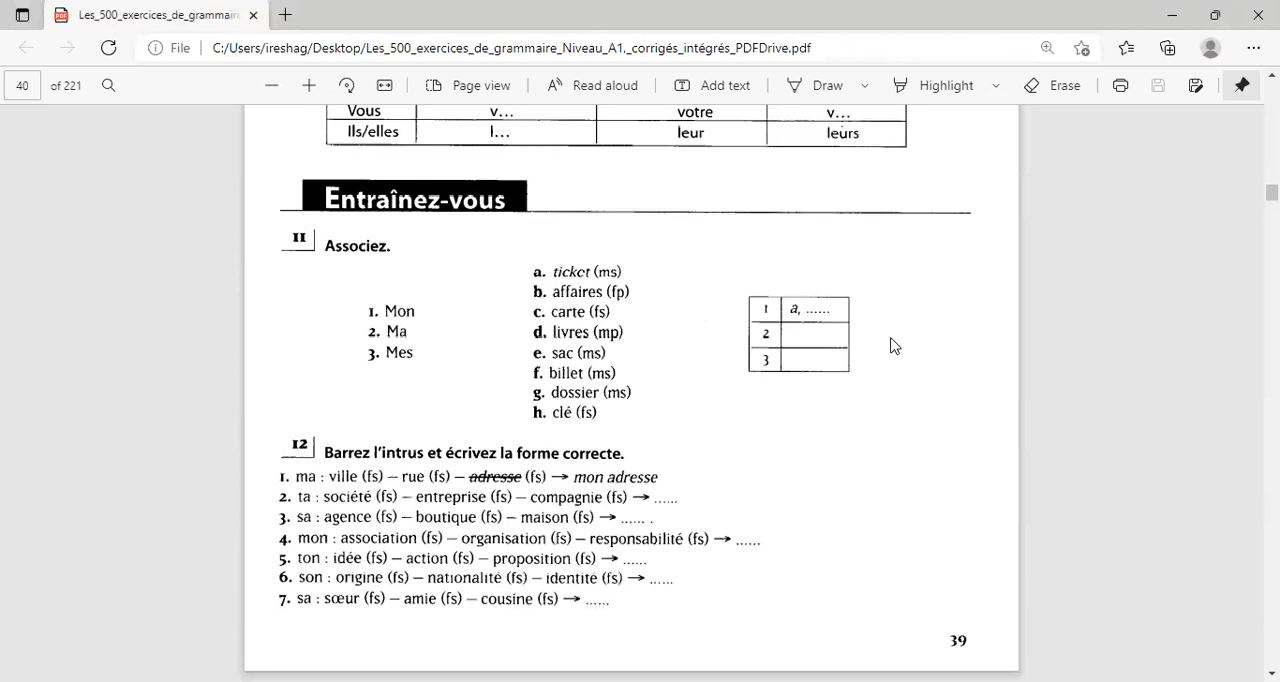 Les_500_exercices_de_grammair
File C:/Users/ireshag/Desktop/Les_500_exercices_de_grammaire_Niveau_A1,_corrigés_intégrés_PDFDrive.pdf
40 of 221 Page view Read aloud Add text Draw Highlight Erase
Vous v... votre v...
Ils/elles l... leur leurs
Entraînez-vous
11 Associez.
a. ticket (ms)
b. affaires (fp)
1. Mon c. carte (fs) 1 a, ......
2. Ma d. livres (mp) 2
3. Mes e. sac (ms) 3
f. billet (ms)
g. dossier (ms)
h. clé (fs)
12 Barrez l'intrus et écrivez la forme correcte.
1. ma : ville (fs) – rue (fs) – adresse (fs) → mon adresse
2. ta : société (fs) – entreprise (fs) – compagnie (fs) → ......
3. sa : agence (fs) – boutique (fs) – maison (fs) → ...... .
4. mon : association (fs) – organisation (fs) – responsabilité (fs) → ......
5. ton : idée (fs) – action (fs) – proposition (fs) → ......
6. son : origine (fs) – nationalité (fs) – identité (fs) → ......
7. sa : sœur (fs) – amie (fs) – cousine (fs) → ......
39